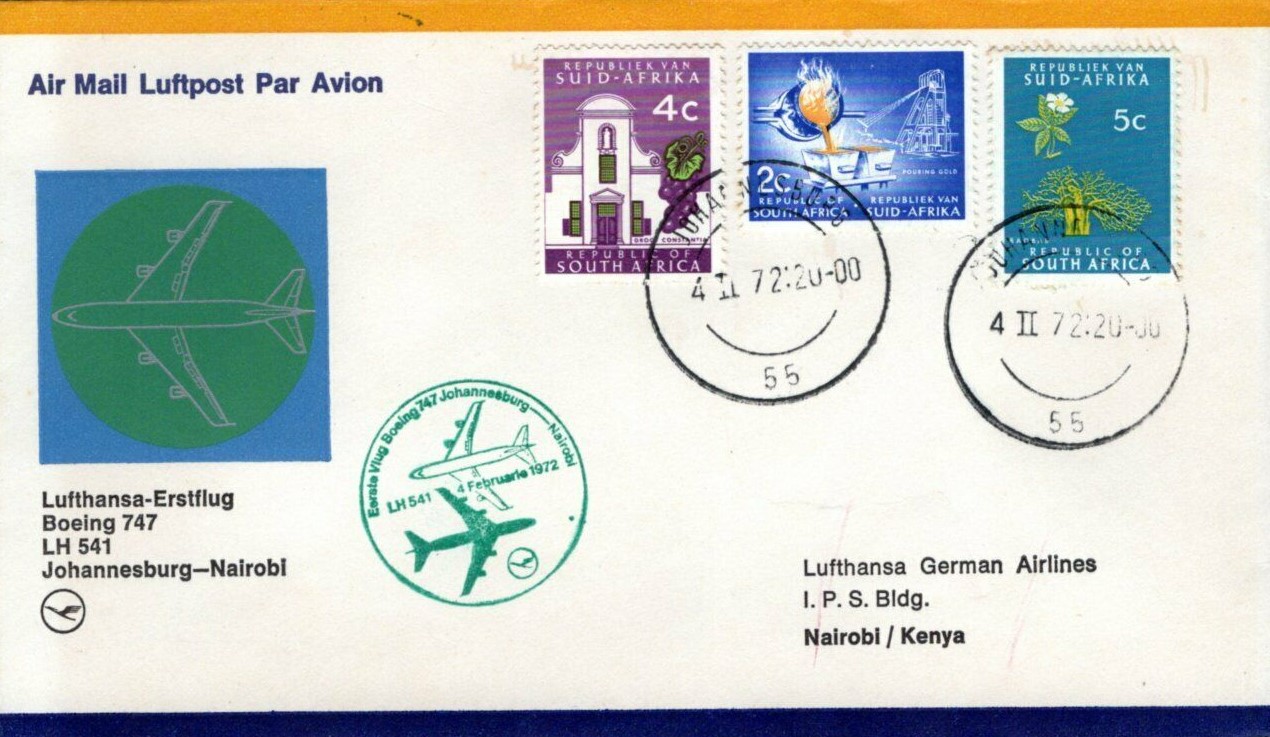 Air Mail Luftpost Par Avion
REPUBLIEK VAN
SUID-AFRIKA
4c
GROOT CONSTANTIA
REPUBLIC OF
SOUTH AFRICA
2c
POURING GOLD
REPUBLIC OF REPUBLIEK VAN
SOUTH AFRICA SUID-AFRIKA
REPUBLIEK VAN
SUID-AFRIKA
5c
REPUBLIC OF
SOUTH AFRICA
4 II 72:20-00
55
4 II 72:20-00
55
Lufthansa-Erstflug
Boeing 747
LH 541
Johannesburg—Nairobi
Eerste Vlug Boeing 747 Johannesburg — Nairobi
LH 541 4 Februarie 1972
Lufthansa German Airlines
I. P. S. Bldg.
Nairobi / Kenya